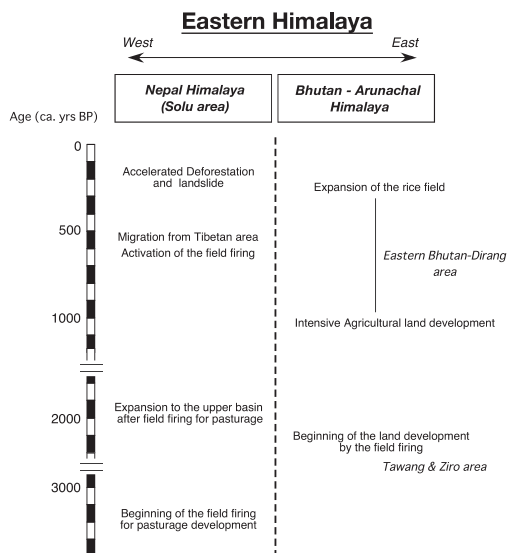 Eastern Himalaya
West
East
Nepal Himalaya
(Solu area)
Bhutan - Arunachal
Himalaya
Age (ca. yrs BP)
0
Accelerated Deforestation
and landslide
Expansion of the rice field
500
Migration from Tibetan area
Activation of the field firing
Eastern Bhutan-Dirang
area
1000
Intensive Agricultural land development
Expansion to the upper basin
after field firing for pasturage
2000
Beginning of the land development
by the field firing
Tawang & Ziro area
3000
Beginning of the field firing
for pasturage development